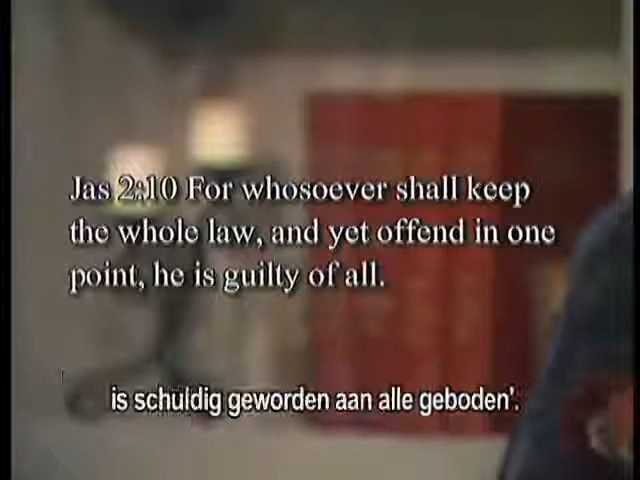 Jas 2:10 For whosoever shall keep
the whole law, and yet offend in one
point, he is guilty of all.
is schuldig geworden aan alle geboden'.